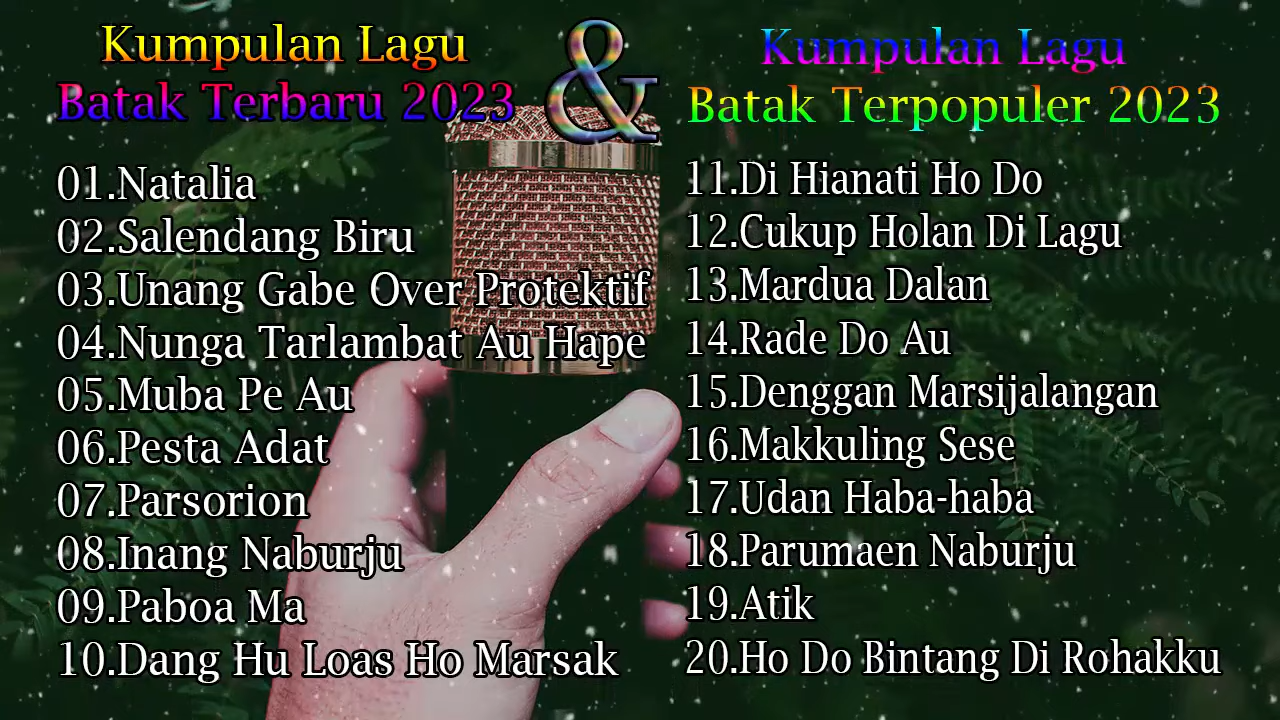 Kumpulan Lagu
Batak Terbaru 2023
&
Kumpulan Lagu
Batak Terpopuler 2023
01.Natalia
02.Salendang Biru
03.Unang Gabe Over Protektif
04.Nunga Tarlambat Au Hape
05.Muba Pe Au
06.Pesta Adat
07.Parsorion
08.Inang Naburju
09.Paboa Ma
10.Dang Hu Loas Ho Marsak
11.Di Hianati Ho Do
12.Cukup Holan Di Lagu
13.Mardua Dalan
14.Rade Do Au
15.Denggan Marsijalangan
16.Makkuling Sese
17.Udan Haba-haba
18.Parumaen Naburju
19.Atik
20.Ho Do Bintang Di Rohakku